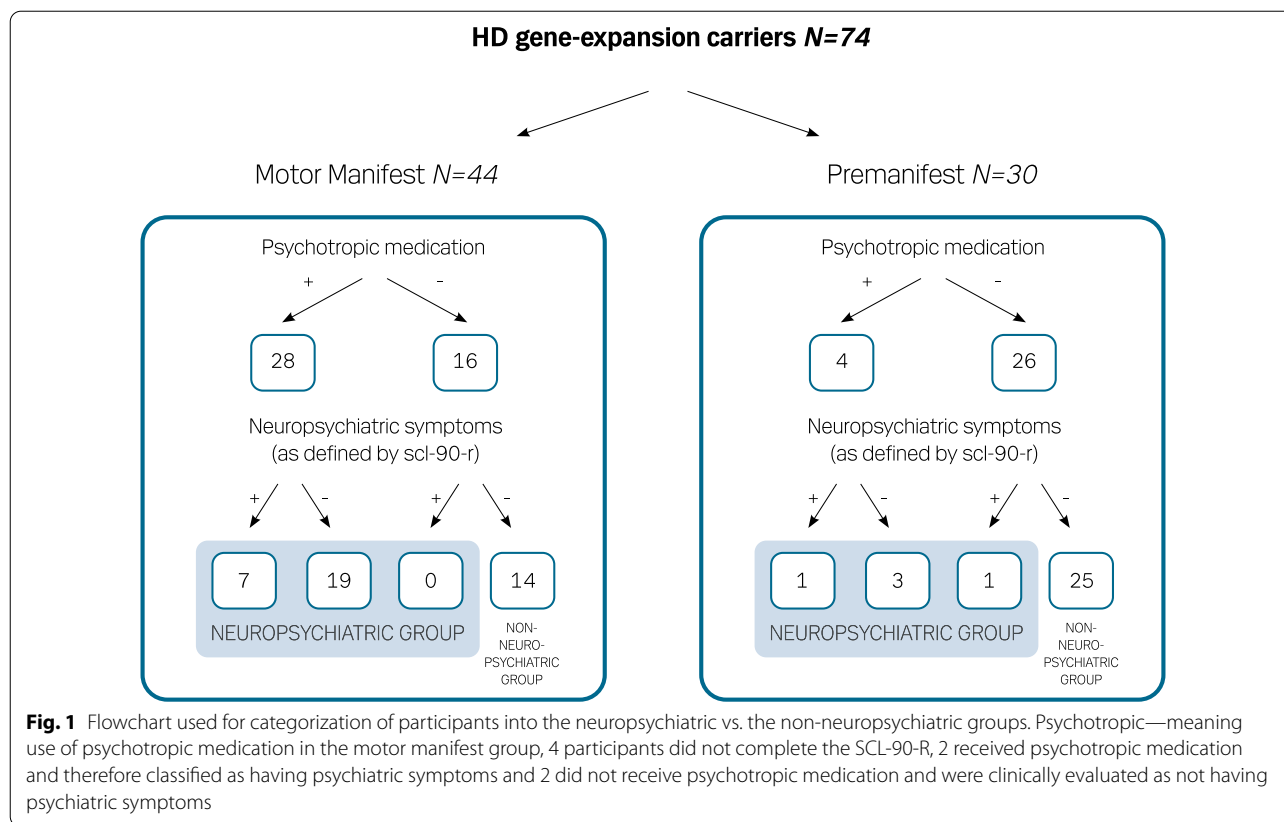 HD gene-expansion carriers N=74
Motor Manifest N=44
Premanifest N=30
Psychotropic medication
Psychotropic medication
+
-
+
-
28
16
4
26
Neuropsychiatric symptoms
(as defined by scl-90-r)
Neuropsychiatric symptoms
(as defined by scl-90-r)
+
-
+
-
+
-
+
-
7
19
0
14
1
3
1
25
NEUROPSYCHIATRIC GROUP
NON-
NEURO-
PSYCHIATRIC
GROUP
NEUROPSYCHIATRIC GROUP
NON-
NEURO-
PSYCHIATRIC
GROUP
Fig. 1 Flowchart used for categorization of participants into the neuropsychiatric vs. the non-neuropsychiatric groups. Psychotropic—meaning
use of psychotropic medication in the motor manifest group, 4 participants did not complete the SCL-90-R, 2 received psychotropic medication
and therefore classified as having psychiatric symptoms and 2 did not receive psychotropic medication and were clinically evaluated as not having
psychiatric symptoms